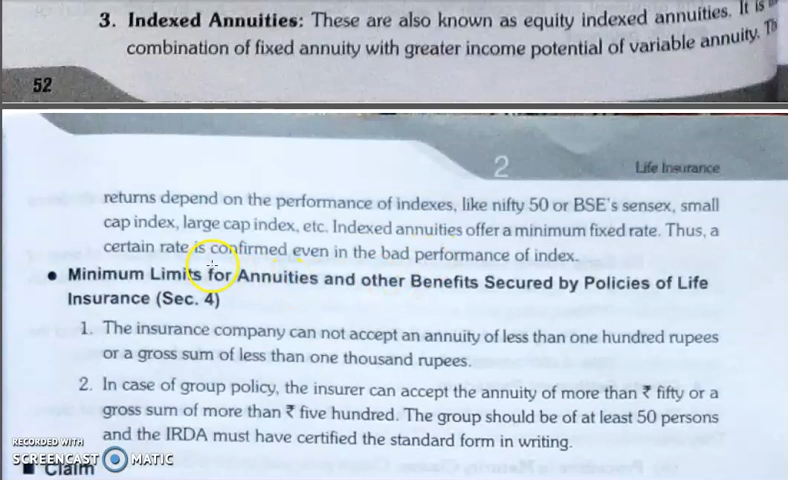 3. Indexed Annuities: These are also known as equity indexed annuities. It is
combination of fixed annuity with greater income potential of variable annuity. Th
52
2
Life Insurance
returns depend on the performance of indexes, like nifty 50 or BSE's sensex, small
cap index, large cap index, etc. Indexed annuities offer a minimum fixed rate. Thus, a
certain rate is confirmed even in the bad performance of index.
• Minimum Limits for Annuities and other Benefits Secured by Policies of Life
Insurance (Sec. 4)
1. The insurance company can not accept an annuity of less than one hundred rupees
or a gross sum of less than one thousand rupees.
2. In case of group policy, the insurer can accept the annuity of more than ₹ fifty or a
gross sum of more than ₹ five hundred. The group should be of at least 50 persons
and the IRDA must have certified the standard form in writing.
RECORDED WITH
SCREENCAST MATIC
■ Claim